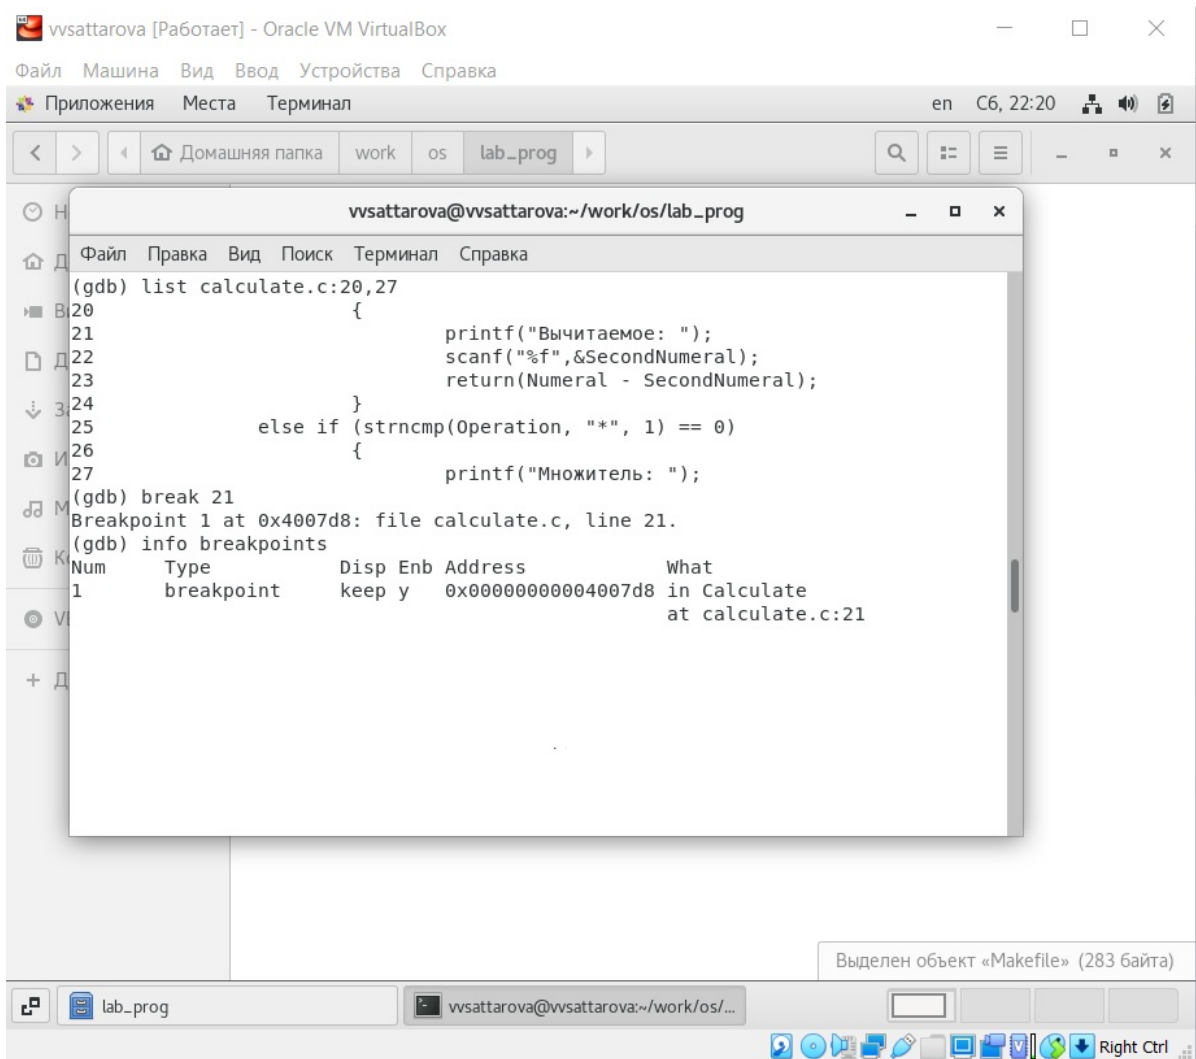 vvsattarova [Работает] - Oracle VM VirtualBox
Файл Машина Вид Ввод Устройства Справка
Приложения Места Терминал en Сб, 22:20
Домашняя папка work os lab_prog
vvsattarova@vvsattarova:~/work/os/lab_prog
Файл Правка Вид Поиск Терминал Справка
(gdb) list calculate.c:20,27
20 {
21 printf("Вычитаемое: ");
22 scanf("%f",&SecondNumeral);
23 return(Numeral - SecondNumeral);
24 }
25 else if (strncmp(Operation, "*", 1) == 0)
26 {
27 printf("Множитель: ");
(gdb) break 21
Breakpoint 1 at 0x4007d8: file calculate.c, line 21.
(gdb) info breakpoints
Num Type Disp Enb Address What
1 breakpoint keep y 0x00000000004007d8 in Calculate
at calculate.c:21
Выделен объект «Makefile» (283 байта)
lab_prog vvsattarova@vvsattarova:~/work/os/...
Right Ctrl